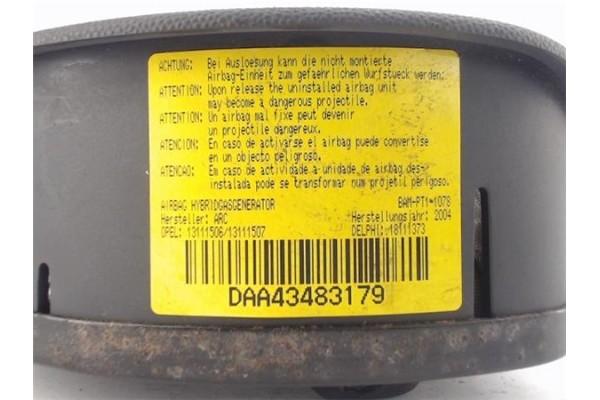 ACHTUNG: Bei Ausloesung kann die nicht montierte
Airbag-Einheit zum gefaehrlichen Wurfstueck werden.
ATTENTION: Upon release the uninstalled airbag unit
may become a dangerous projectile.
ATTENTION: Un airbag mal fixe peut devenir
un projectile dangereux.
ATENCION: En caso de activarse el airbag puede convertise
en un objecto peligroso.
ATENCAO: Em caso de actividade a unidade de airbag des-
instalada pode se transformar num projetil perigoso.
AIRBAG HYBRIDGASGENERATOR BAM-PT1-1078
Hersteller: ARC Herstellungsjahr: 2004
OPEL: 13111506/13111507 DELPHI: 18111373
DAA43483179